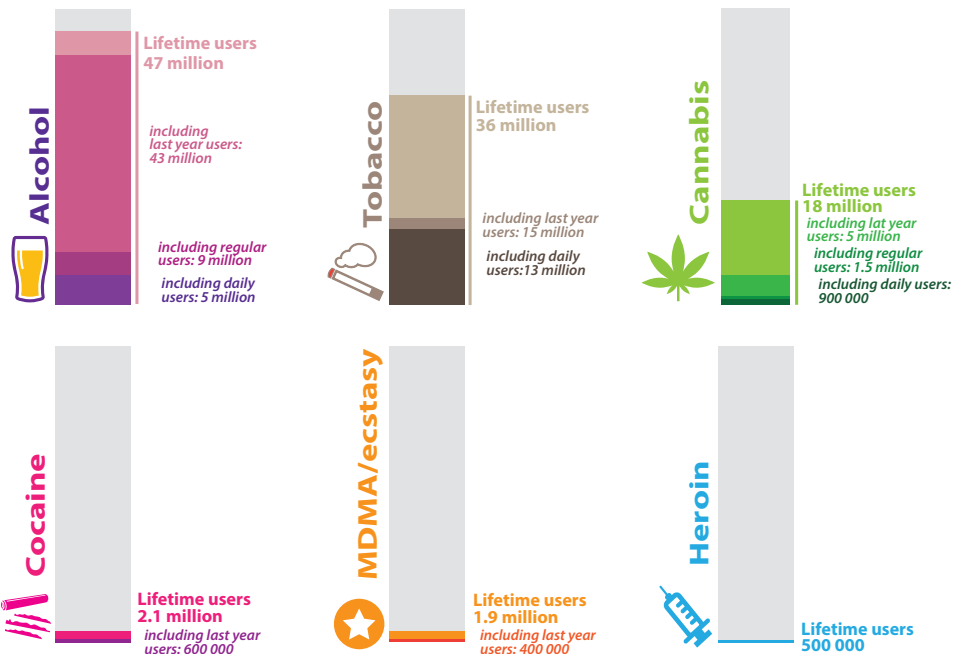 Alcohol
Lifetime users
47 million
including
last year users:
43 million
including regular
users: 9 million
including daily
users: 5 million
Tobacco
Lifetime users
36 million
including last year
users: 15 million
including daily
users:13 million
Cannabis
Lifetime users
18 million
including lat year
users: 5 million
including regular
users: 1.5 million
including daily users:
900 000
Cocaine
Lifetime users
2.1 million
including last year
users: 600 000
MDMA/ecstasy
Lifetime users
1.9 million
including last year
users: 400 000
Heroin
Lifetime users
500 000